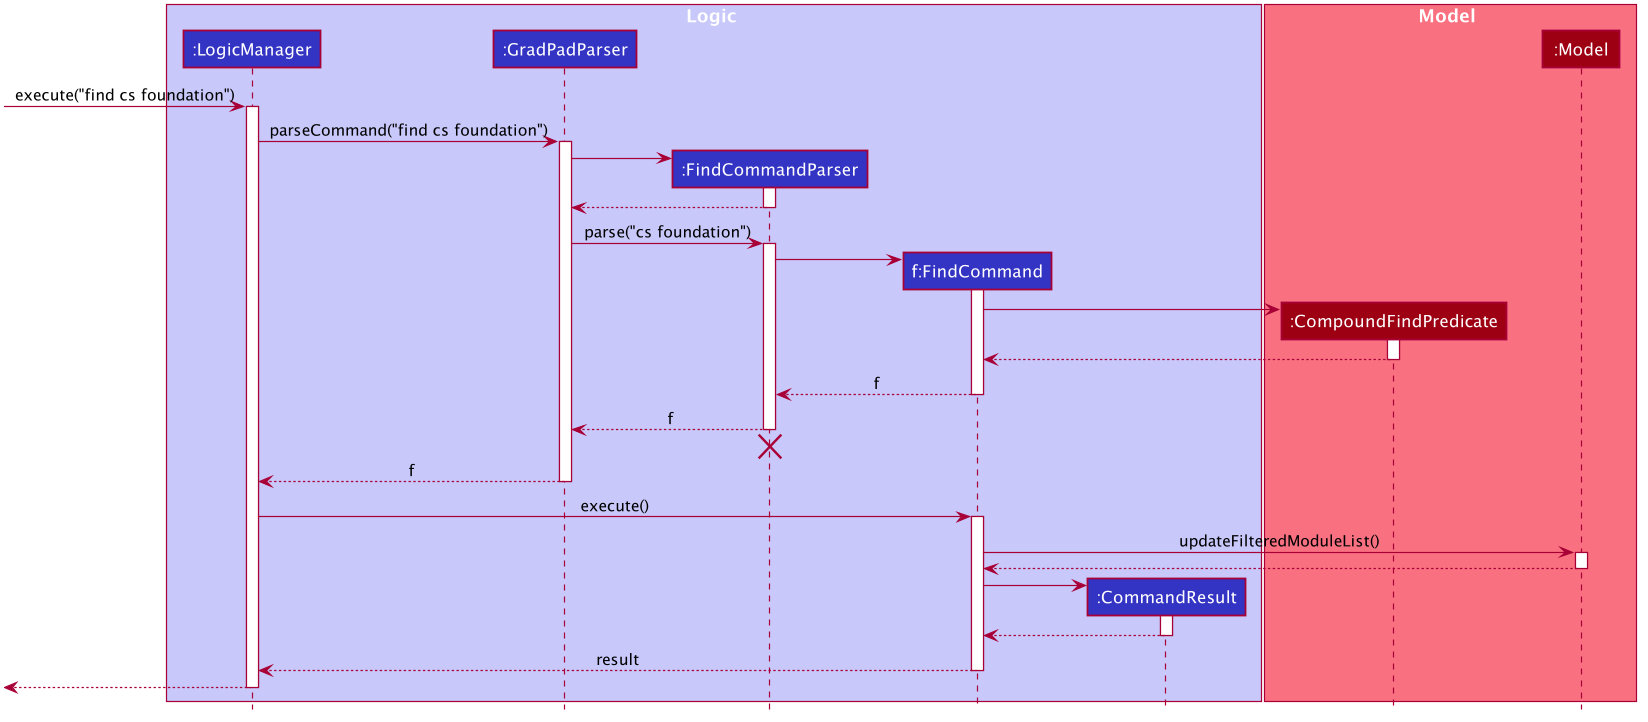 Logic
Model
:LogicManager
:GradPadParser
:Model
execute("find cs foundation")
parseCommand("find cs foundation")
:FindCommandParser
parse("cs foundation")
f:FindCommand
:CompoundFindPredicate
f
f
f
execute()
updateFilteredModuleList()
:CommandResult
result